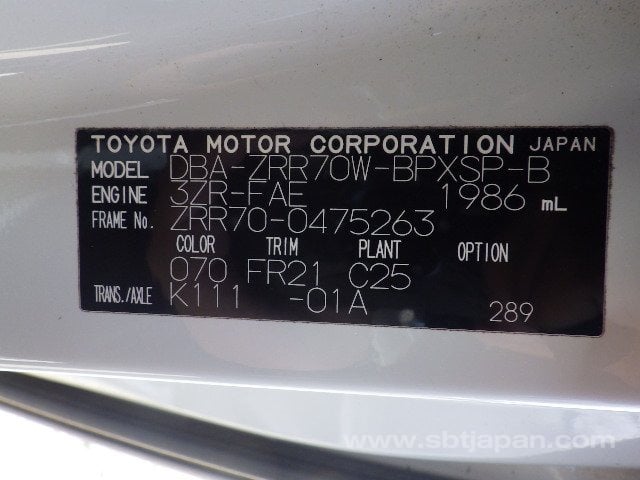 TOYOTA MOTOR CORPORATION JAPAN
MODEL DBA-ZRR70W-BPXSP-B
ENGINE 3ZR-FAE 1986 mL
FRAME No. ZRR70-0475263
COLOR TRIM PLANT OPTION
070 FR21 C25
TRANS./AXLE K111 -01A 289
www.sbtjapan.com